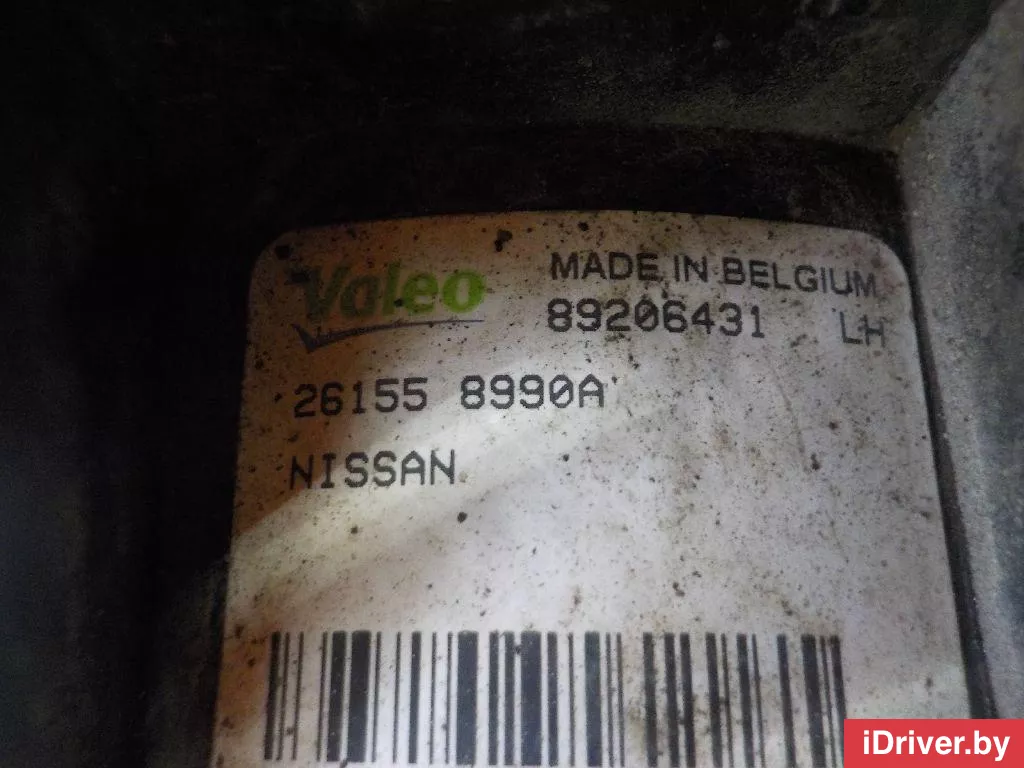 Valeo
MADE IN BELGIUM
89206431 LH
26155 8990A
NISSAN
iDriver.by